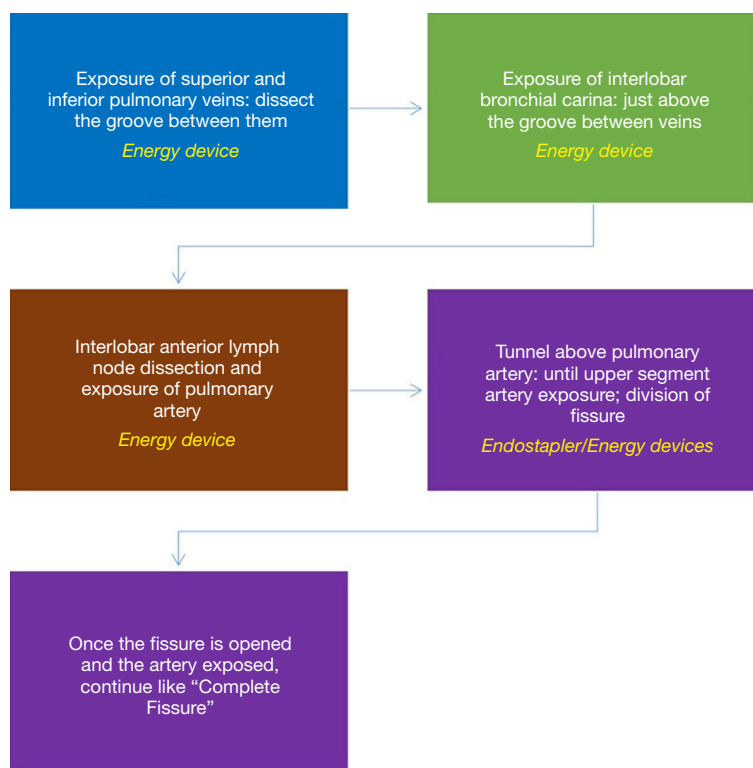 Exposure of superior and
inferior pulmonary veins: dissect
the groove between them
Energy device
Exposure of interlobar
bronchial carina: just above
the groove between veins
Energy device
Interlobar anterior lymph
node dissection and
exposure of pulmonary
artery
Energy device
Tunnel above pulmonary
artery: until upper segment
artery exposure; division of
fissure
Endostapler/Energy devices
Once the fissure is opened
and the artery exposed,
continue like “Complete
Fissure”